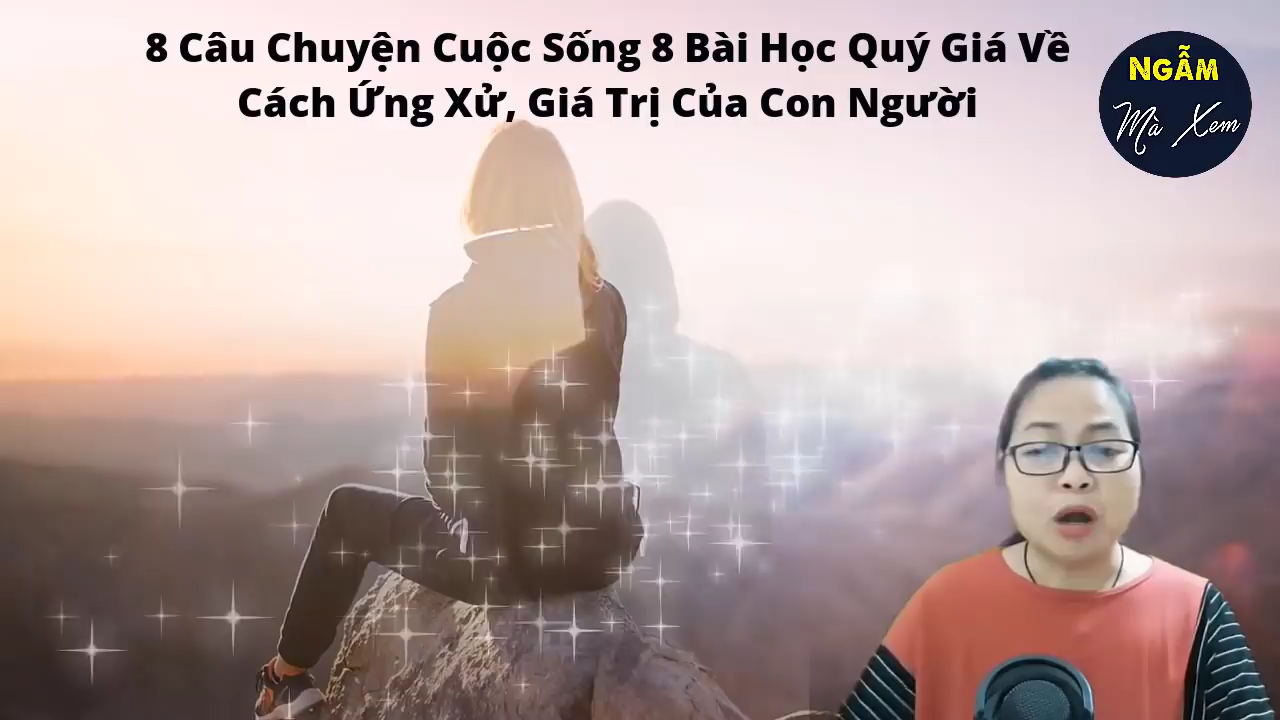 8 Câu Chuyện Cuộc Sống 8 Bài Học Quý Giá Về
Cách Ứng Xử, Giá Trị Của Con Người
NGẪM
Mà Xem